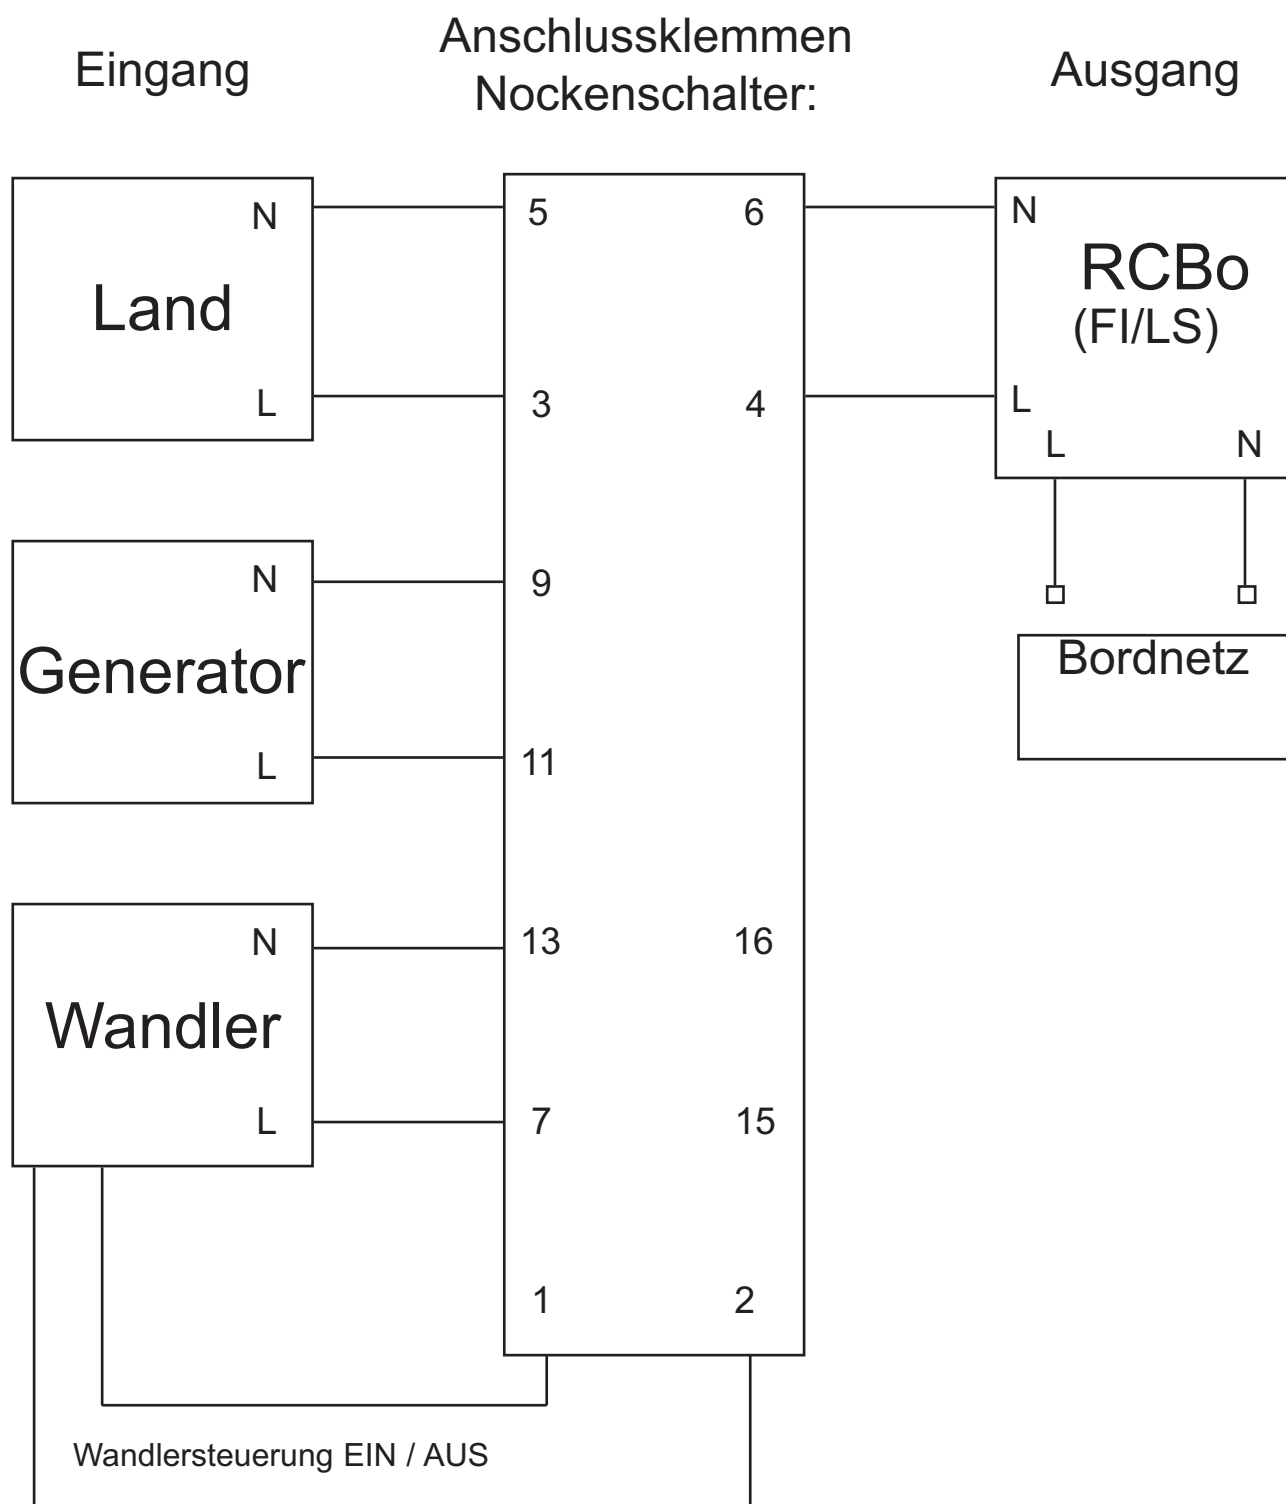 Eingang
Anschlussklemmen
Nockenschalter:
Ausgang
N
Land
L
5
6
3
4
N
RCBo
(FI/LS)
L
L
N
N
Generator
L
9
11
Bordnetz
N
Wandler
L
13
16
7
15
1
2
Wandlersteuerung EIN / AUS